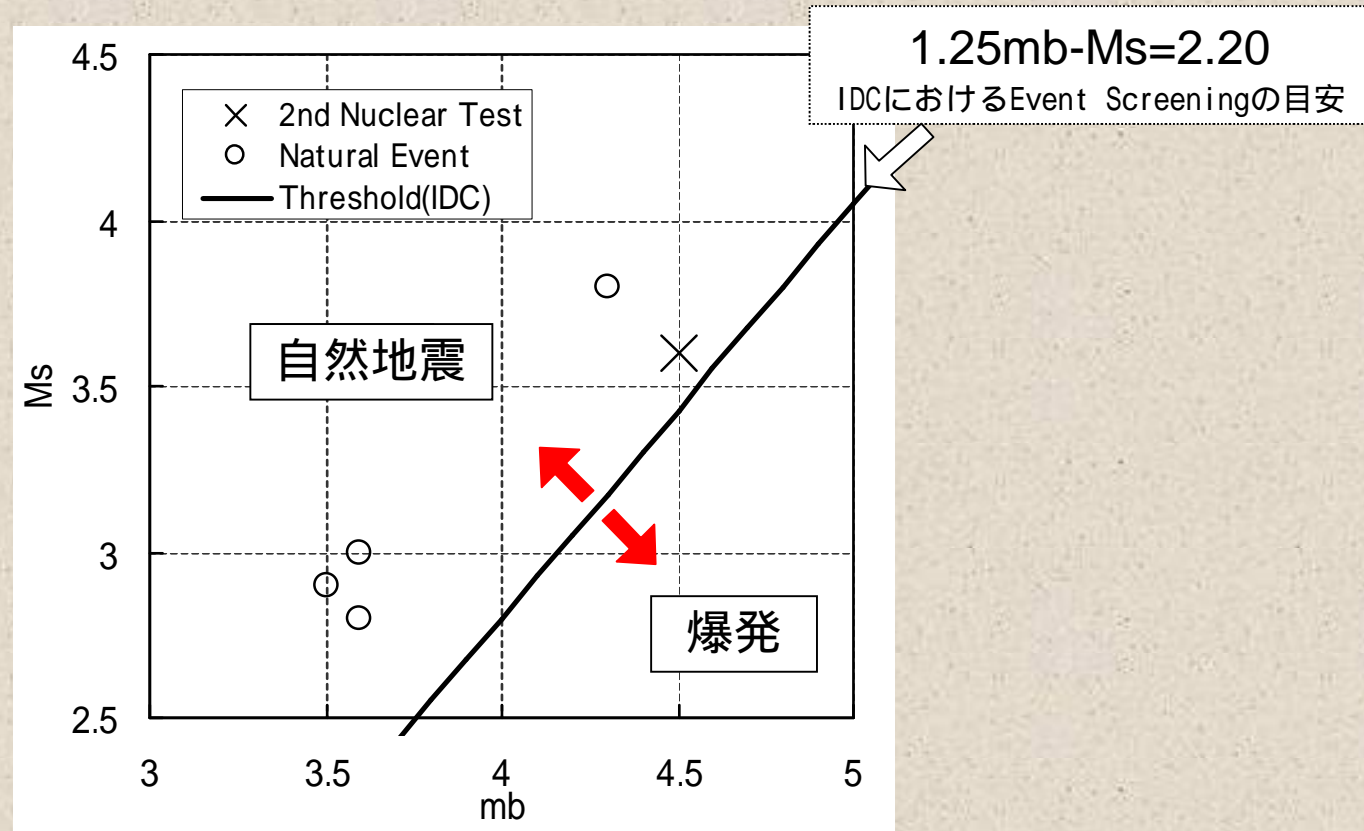 1.25mb-Ms=2.20
IDCにおけるEvent Screeningの目安
4.5
2nd Nuclear Test
Natural Event
Threshold(IDC)
4
自然地震
Ms
3.5
3
爆発
2.5
3
3.5
4
4.5
5
mb